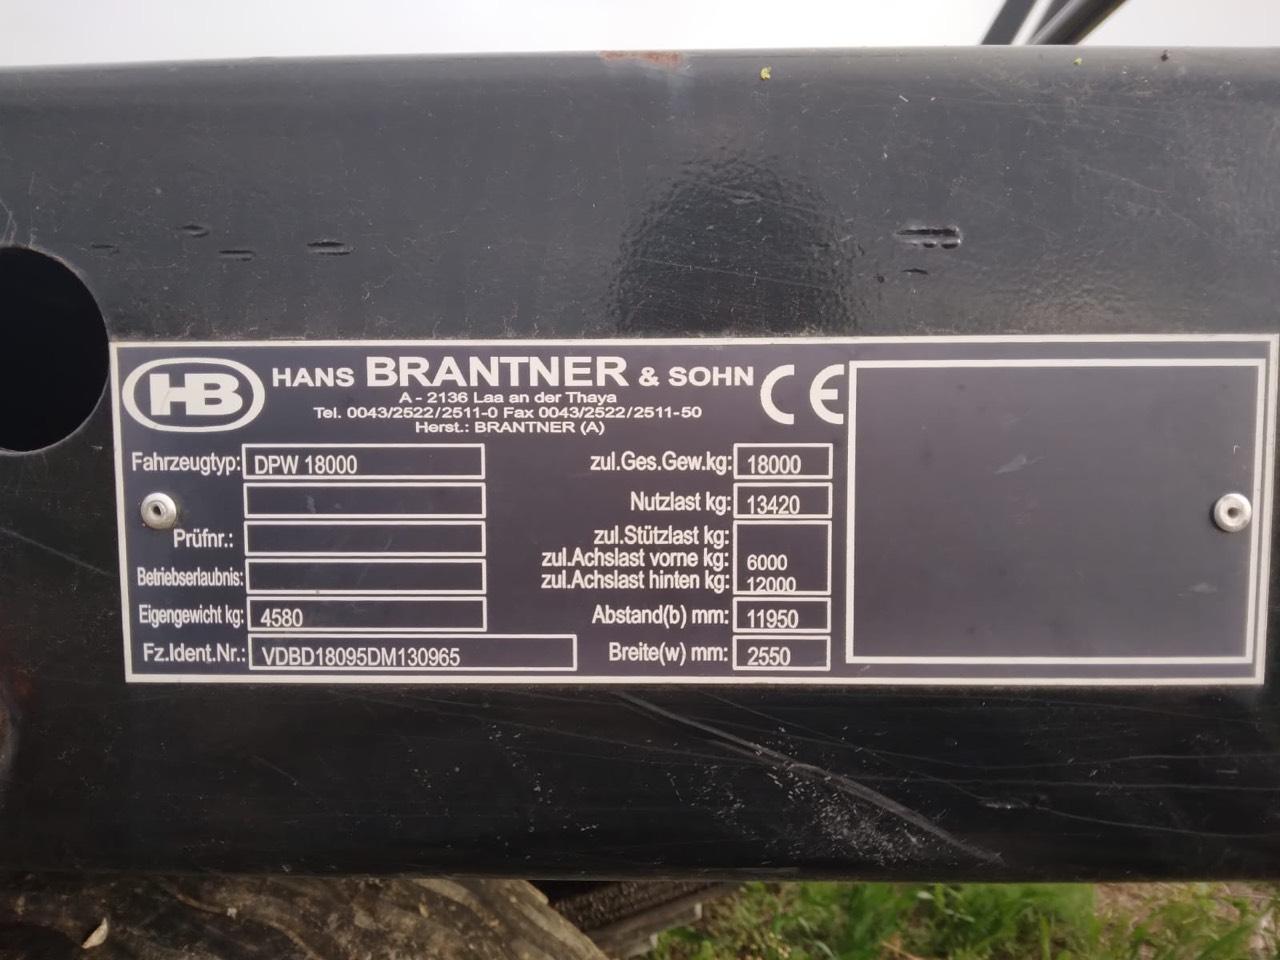 HB
HANS BRANTNER & SOHN CE
A - 2136 Laa an der Thaya
Tel. 0043/2522/2511-0 Fax 0043/2522/2511-50
Herst.: BRANTNER (A)
Fahrzeugtyp: DPW 18000
Prüfnr.:
Betriebserlaubnis:
Eigengewicht kg: 4580
Fz.Ident.Nr.: VDBD18095DM130965
zul.Ges.Gew.kg: 18000
Nutzlast kg: 13420
zul.Stützlast kg:
zul.Achslast vorne kg: 6000
zul.Achslast hinten kg: 12000
Abstand(b) mm: 11950
Breite(w) mm: 2550